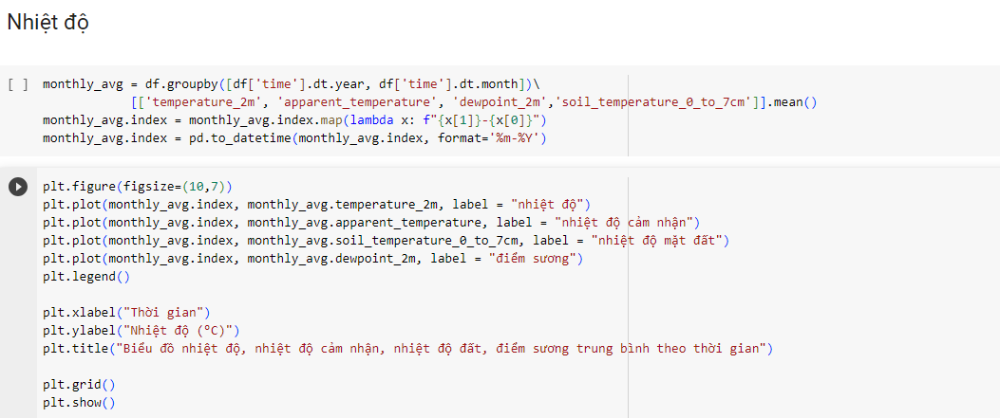 Nhiệt độ
[ ] monthly_avg = df.groupby([df['time'].dt.year, df['time'].dt.month])\
[['temperature_2m', 'apparent_temperature', 'dewpoint_2m','soil_temperature_0_to_7cm']].mean()
monthly_avg.index = monthly_avg.index.map(lambda x: f"{x[1]}-{x[0]}")
monthly_avg.index = pd.to_datetime(monthly_avg.index, format='%m-%Y')
plt.figure(figsize=(10,7))
plt.plot(monthly_avg.index, monthly_avg.temperature_2m, label = "nhiệt độ")
plt.plot(monthly_avg.index, monthly_avg.apparent_temperature, label = "nhiệt độ cảm nhận")
plt.plot(monthly_avg.index, monthly_avg.soil_temperature_0_to_7cm, label = "nhiệt độ mặt đất")
plt.plot(monthly_avg.index, monthly_avg.dewpoint_2m, label = "điểm sương")
plt.legend()
plt.xlabel("Thời gian")
plt.ylabel("Nhiệt độ (°C)")
plt.title("Biểu đồ nhiệt độ, nhiệt độ cảm nhận, nhiệt độ đất, điểm sương trung bình theo thời gian")
plt.grid()
plt.show()